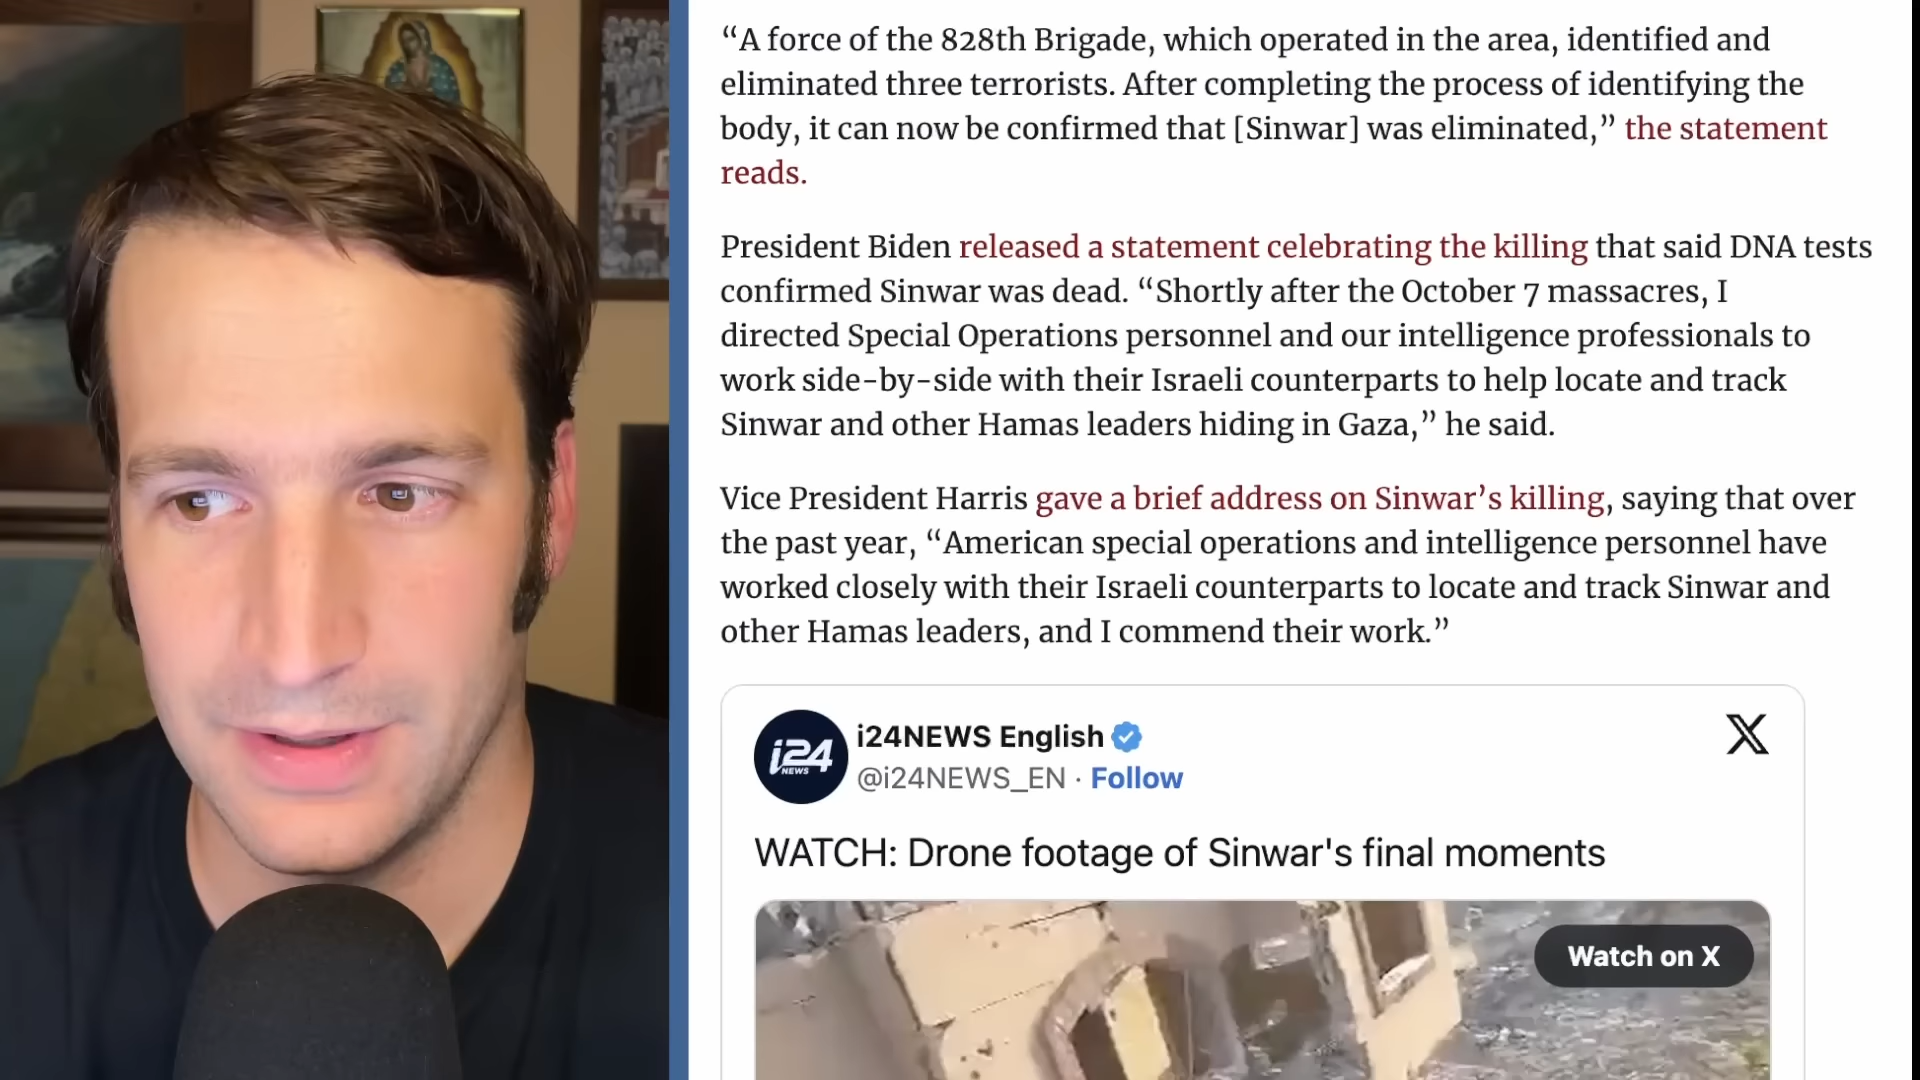 “A force of the 828th Brigade, which operated in the area, identified and
eliminated three terrorists. After completing the process of identifying the
body, it can now be confirmed that [Sinwar] was eliminated,” the statement
reads.
President Biden released a statement celebrating the killing that said DNA tests
confirmed Sinwar was dead. “Shortly after the October 7 massacres, I
directed Special Operations personnel and our intelligence professionals to
work side-by-side with their Israeli counterparts to help locate and track
Sinwar and other Hamas leaders hiding in Gaza,” he said.
Vice President Harris gave a brief address on Sinwar’s killing, saying that over
the past year, “American special operations and intelligence personnel have
worked closely with their Israeli counterparts to locate and track Sinwar and
other Hamas leaders, and I commend their work.”
i24
NEWS
i24NEWS English
X
@i24NEWS_EN · Follow
WATCH: Drone footage of Sinwar's final moments
Watch on X